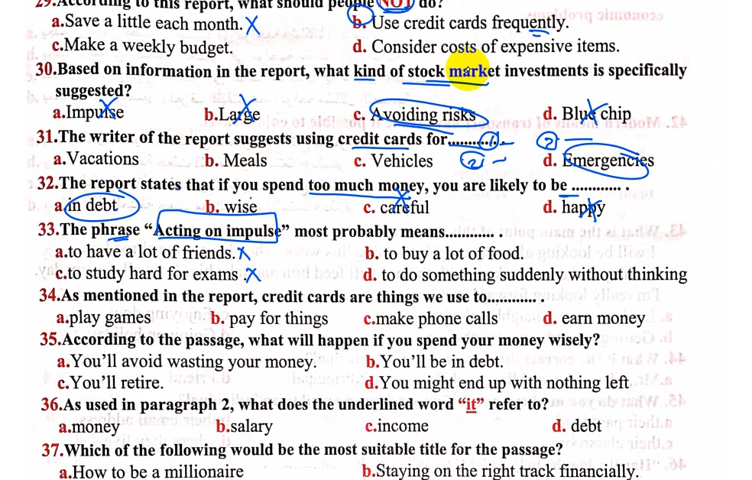 29.According to this report, what should people NOT do?
a.Save a little each month. b. Use credit cards frequently.
c.Make a weekly budget. d. Consider costs of expensive items.
30.Based on information in the report, what kind of stock market investments is specifically
suggested?
a.Impulse b.Large c. Avoiding risks d. Blue chip
31.The writer of the report suggests using credit cards for............
a.Vacations b. Meals c. Vehicles d. Emergencies
32.The report states that if you spend too much money, you are likely to be ............ .
a.in debt b. wise c. careful d. happy
33.The phrase “Acting on impulse” most probably means............
a.to have a lot of friends. b. to buy a lot of food.
c.to study hard for exams. d. to do something suddenly without thinking
34.As mentioned in the report, credit cards are things we use to............ .
a.play games b. pay for things c.make phone calls d. earn money
35.According to the passage, what will happen if you spend your money wisely?
a.You’ll avoid wasting your money. b.You’ll be in debt.
c.You’ll retire. d.You might end up with nothing left
36.As used in paragraph 2, what does the underlined word “it” refer to?
a.money b.salary c.income d. debt
37.Which of the following would be the most suitable title for the passage?
a.How to be a millionaire b.Staying on the right track financially.